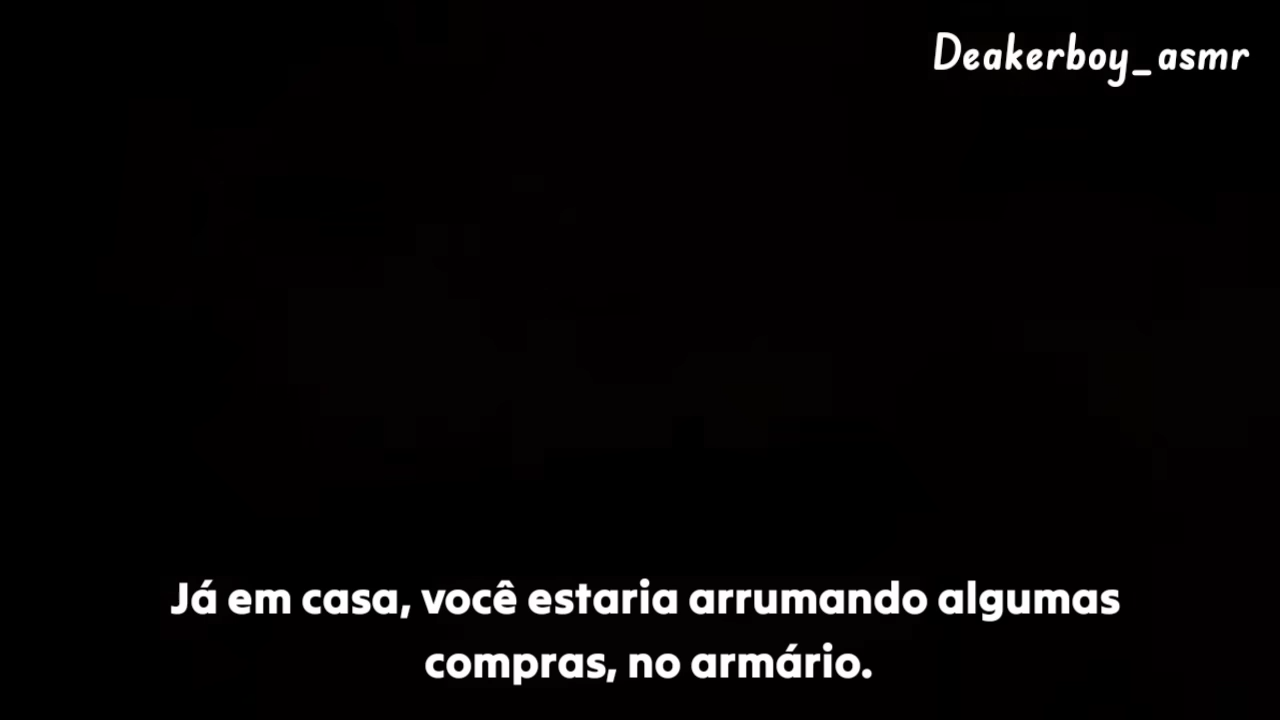 Deakerboy_asmr
Já em casa, você estaria arrumando algumas
compras, no armário.